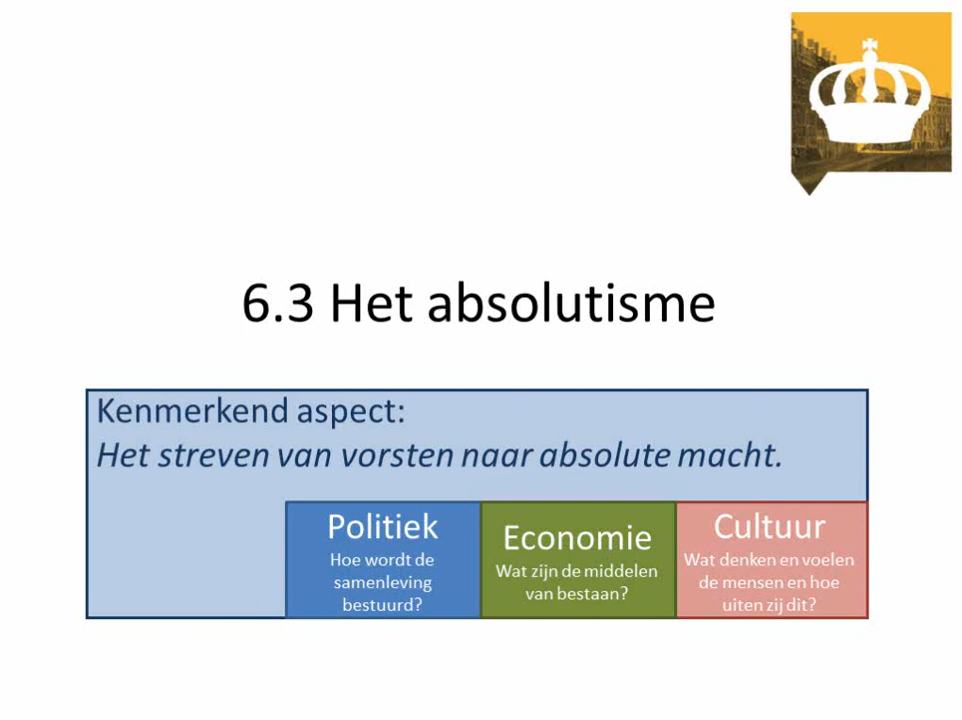 6.3 Het absolutisme
Kenmerkend aspect:
Het streven van vorsten naar absolute macht.
Politiek
Hoe wordt de
samenleving
bestuurd?
Economie
Wat zijn de middelen
van bestaan?
Cultuur
Wat denken en voelen
de mensen en hoe
uiten zij dit?